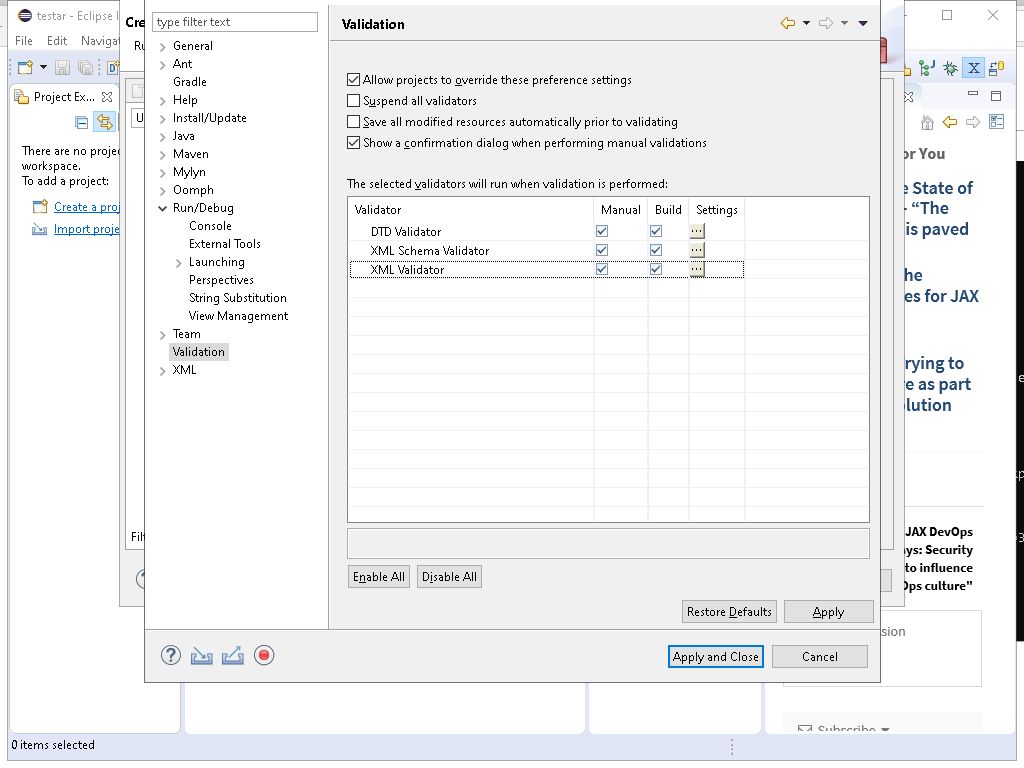 testar - Eclipse I
File Edit Navigat
Project Ex...
There are no proje
workspace.
To add a project:
Create a proj
Import proje
0 items selected
Cre
Ru
U
Filt
type filter text
General
Ant
Gradle
Help
Install/Update
Java
Maven
Mylyn
Oomph
Run/Debug
Console
External Tools
Launching
Perspectives
String Substitution
View Management
Team
Validation
XML
Validation
Allow projects to override these preference settings
Suspend all validators
Save all modified resources automatically prior to validating
Show a confirmation dialog when performing manual validations
The selected validators will run when validation is performed:
Validator Manual Build Settings
DTD Validator ...
XML Schema Validator ...
XML Validator ...
Enable All Disable All
Restore Defaults Apply
Apply and Close Cancel
or You
e State of
- “The
is paved
he
es for JAX
rying to
re as part
lution
JAX DevOps
ays: Security
to influence
Ops culture"
sion
Subscribe